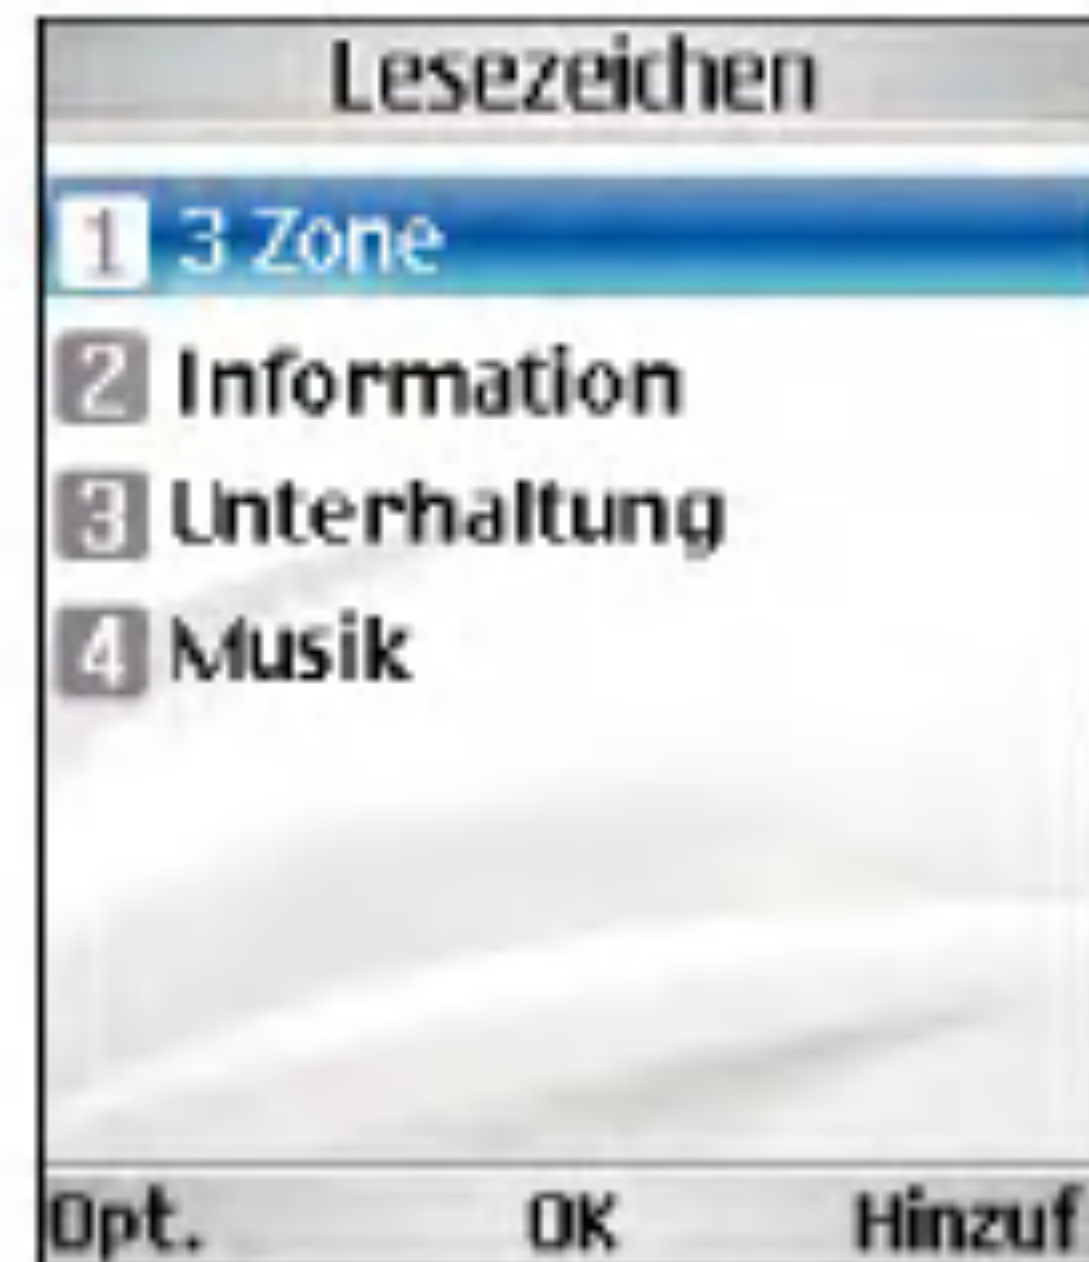 Lesezeichen
1 3 Zone
2 Information
3 Unterhaltung
4 Musik
Opt. OK Hinzuf